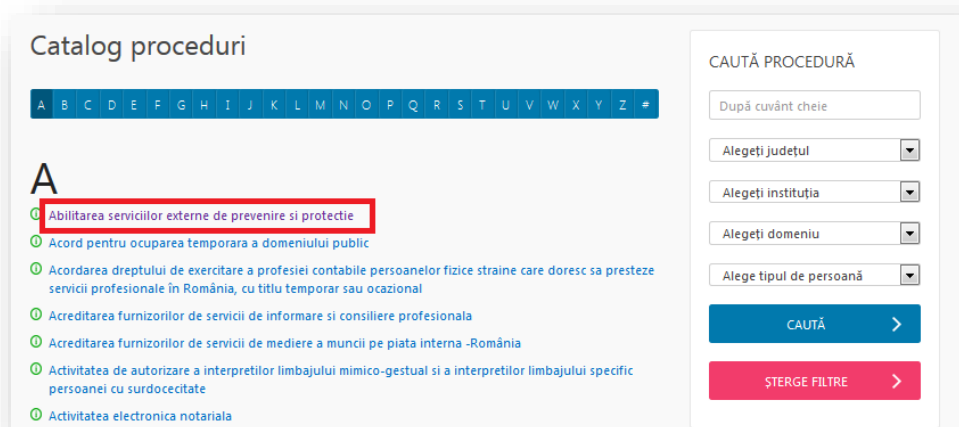 Catalog proceduri
A B C D E F G H I J K L M N O P Q R S T U V W X Y Z #
A
Abilitarea serviciilor externe de prevenire si protectie
Acord pentru ocuparea temporara a domeniului public
Acordarea dreptului de exercitare a profesiei contabile persoanelor fizice straine care doresc sa presteze
servicii profesionale în România, cu titlu temporar sau ocazional
Acreditarea furnizorilor de servicii de informare si consiliere profesionala
Acreditarea furnizorilor de servicii de mediere a muncii pe piata interna -România
Activitatea de autorizare a interpretilor limbajului mimico-gestual si a interpretilor limbajului specific
persoanei cu surdocecitate
Activitatea electronica notariala
CAUTĂ PROCEDURĂ
După cuvânt cheie
Alegeți județul
Alegeți instituția
Alegeți domeniu
Alege tipul de persoană
CAUTĂ
ȘTERGE FILTRE